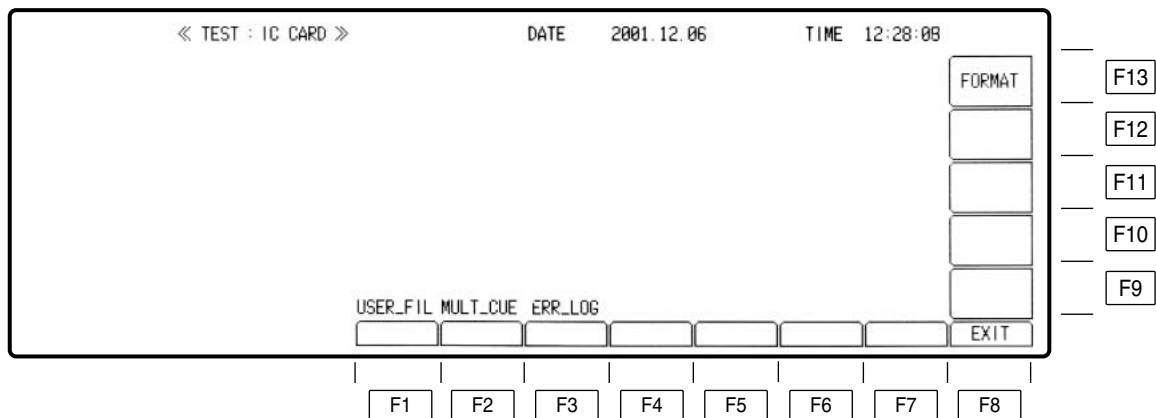 ≪ TEST : IC CARD ≫ DATE 2001.12.06 TIME 12:28:08
FORMAT F13
F12
F11
F10
F9
USER_FIL MULT_CUE ERR_LOG
EXIT
F1 F2 F3 F4 F5 F6 F7 F8